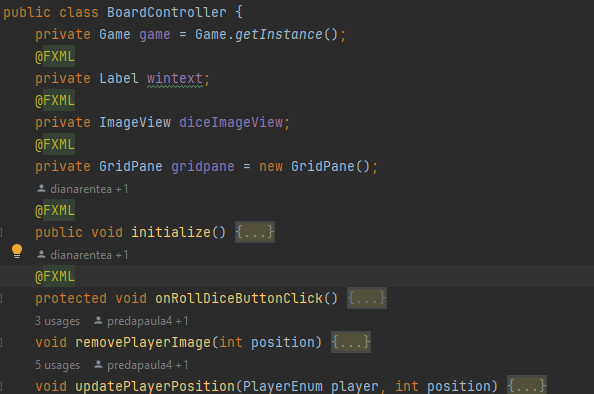 public class BoardController {
private Game game = Game.getInstance();
@FXML
private Label wintext;
@FXML
private ImageView diceImageView;
@FXML
private GridPane gridpane = new GridPane();
dianarentea +1
@FXML
public void initialize() {...}
dianarentea +1
@FXML
protected void onRollDiceButtonClick() {...}
3 usages predapaula4 +1
void removePlayerImage(int position) {...}
5 usages predapaula4 +1
void updatePlayerPosition(PlayerEnum player, int position) {...}